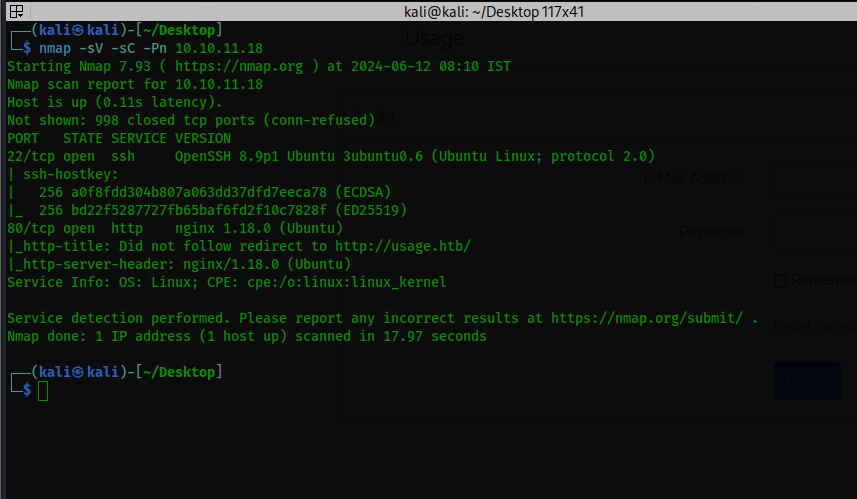 kali@kali: ~/Desktop 117x41
Usage
┌──(kali㉿kali)-[~/Desktop]
└─$ nmap -sV -sC -Pn 10.10.11.18
Starting Nmap 7.93 ( https://nmap.org ) at 2024-06-12 08:10 IST
Nmap scan report for 10.10.11.18
Host is up (0.11s latency).
Not shown: 998 closed tcp ports (conn-refused)
PORT   STATE SERVICE VERSION
22/tcp open  ssh     OpenSSH 8.9p1 Ubuntu 3ubuntu0.6 (Ubuntu Linux; protocol 2.0)
| ssh-hostkey:
|   256 a0f8fdd304b807a063dd37dfd7eeca78 (ECDSA)
|_  256 bd22f5287727fb65baf6fd2f10c7828f (ED25519)
80/tcp open  http    nginx 1.18.0 (Ubuntu)
|_http-title: Did not follow redirect to http://usage.htb/
|_http-server-header: nginx/1.18.0 (Ubuntu)
Service Info: OS: Linux; CPE: cpe:/o:linux:linux_kernel
Service detection performed. Please report any incorrect results at https://nmap.org/submit/ .
Nmap done: 1 IP address (1 host up) scanned in 17.97 seconds
┌──(kali㉿kali)-[~/Desktop]
└─$
E-Mail Address
Password
Login